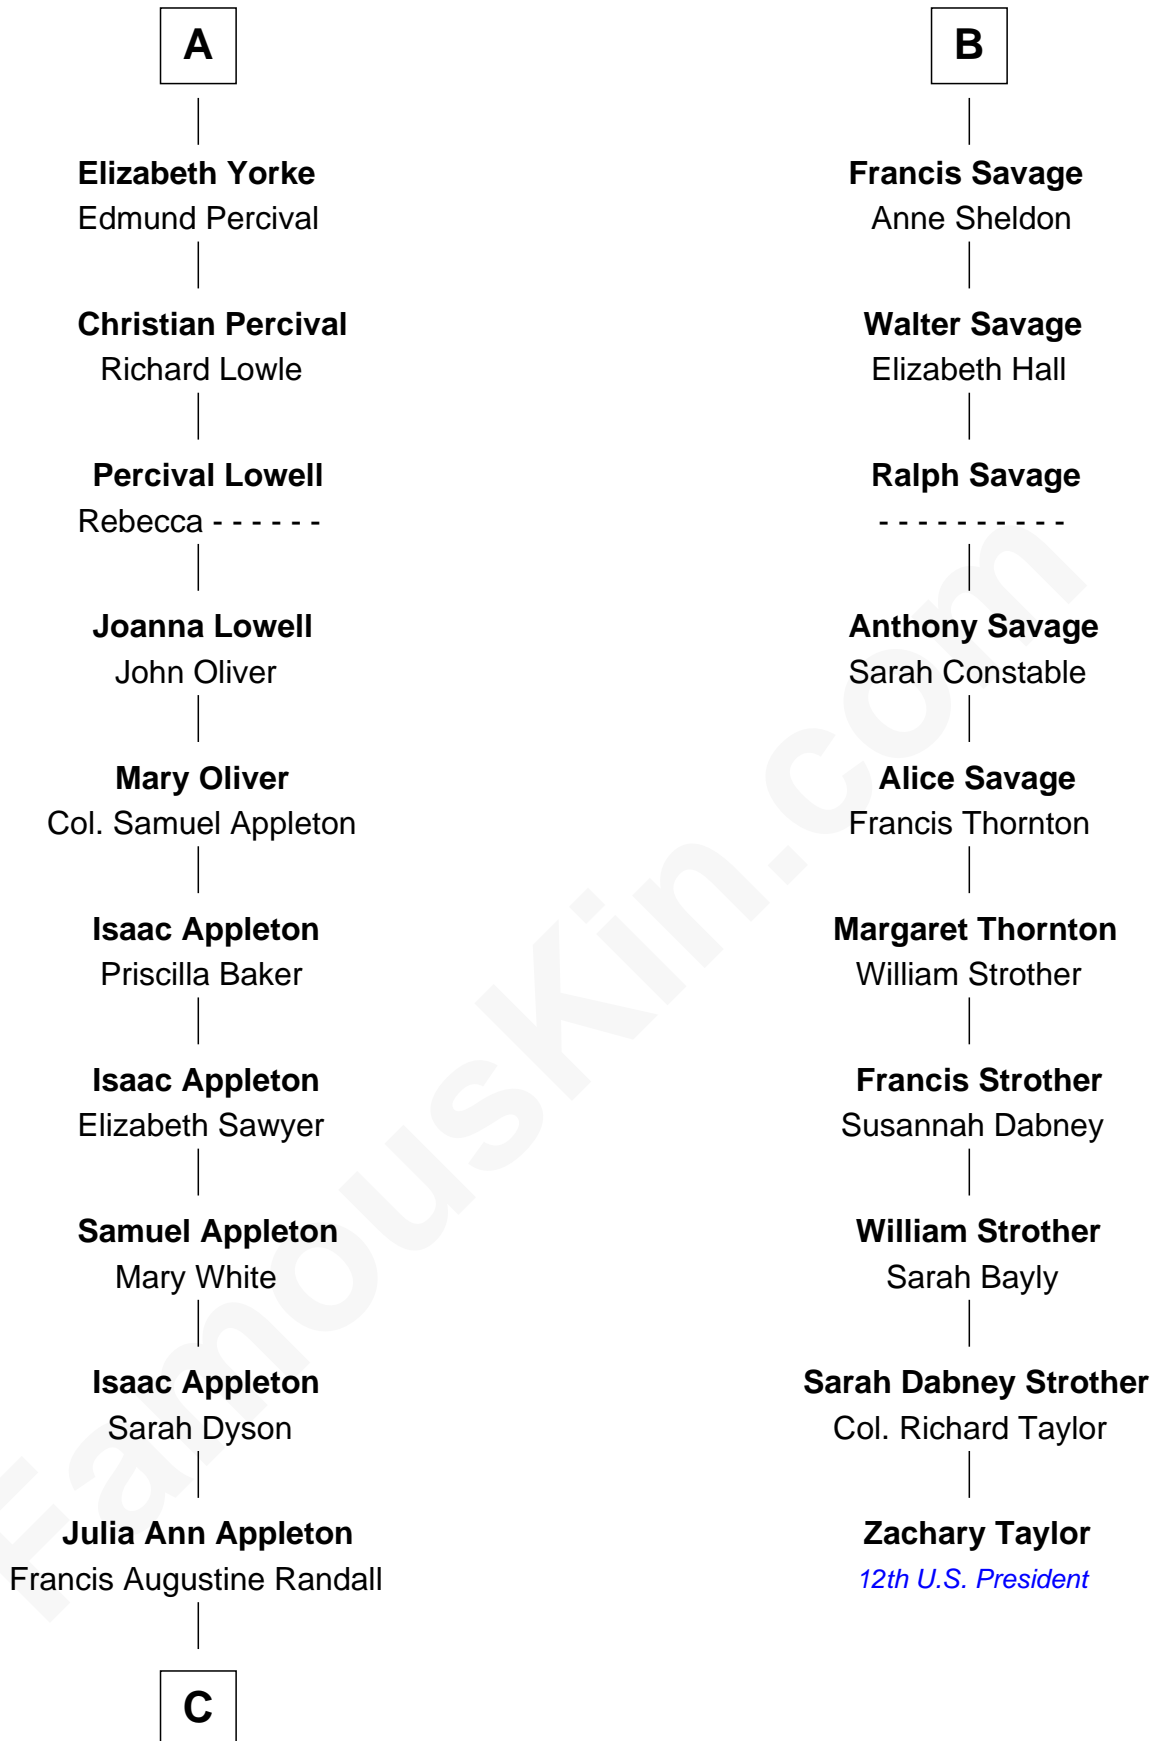 A
Elizabeth Yorke
Edmund Percival
Christian Percival
Richard Lowle
Percival Lowell
Rebecca - - - - - -
Joanna Lowell
John Oliver
Mary Oliver
Col. Samuel Appleton
Isaac Appleton
Priscilla Baker
Isaac Appleton
Elizabeth Sawyer
Samuel Appleton
Mary White
Isaac Appleton
Sarah Dyson
Julia Ann Appleton
Francis Augustine Randall
C
B
Francis Savage
Anne Sheldon
Walter Savage
Elizabeth Hall
Ralph Savage
- - - - - - - - - -
Anthony Savage
Sarah Constable
Alice Savage
Francis Thornton
Margaret Thornton
William Strother
Francis Strother
Susannah Dabney
William Strother
Sarah Bayly
Sarah Dabney Strother
Col. Richard Taylor
Zachary Taylor
12th U.S. President
FamousKin.com